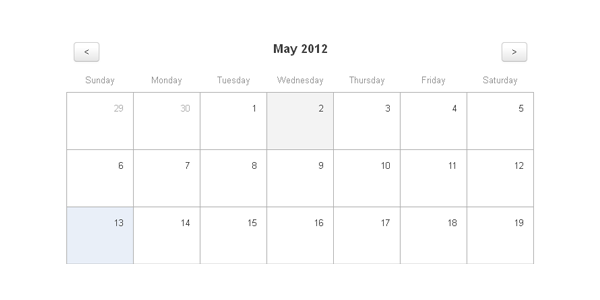 < May 2012 >
Sunday Monday Tuesday Wednesday Thursday Friday Saturday
29 30 1 2 3 4 5
6 7 8 9 10 11 12
13 14 15 16 17 18 19